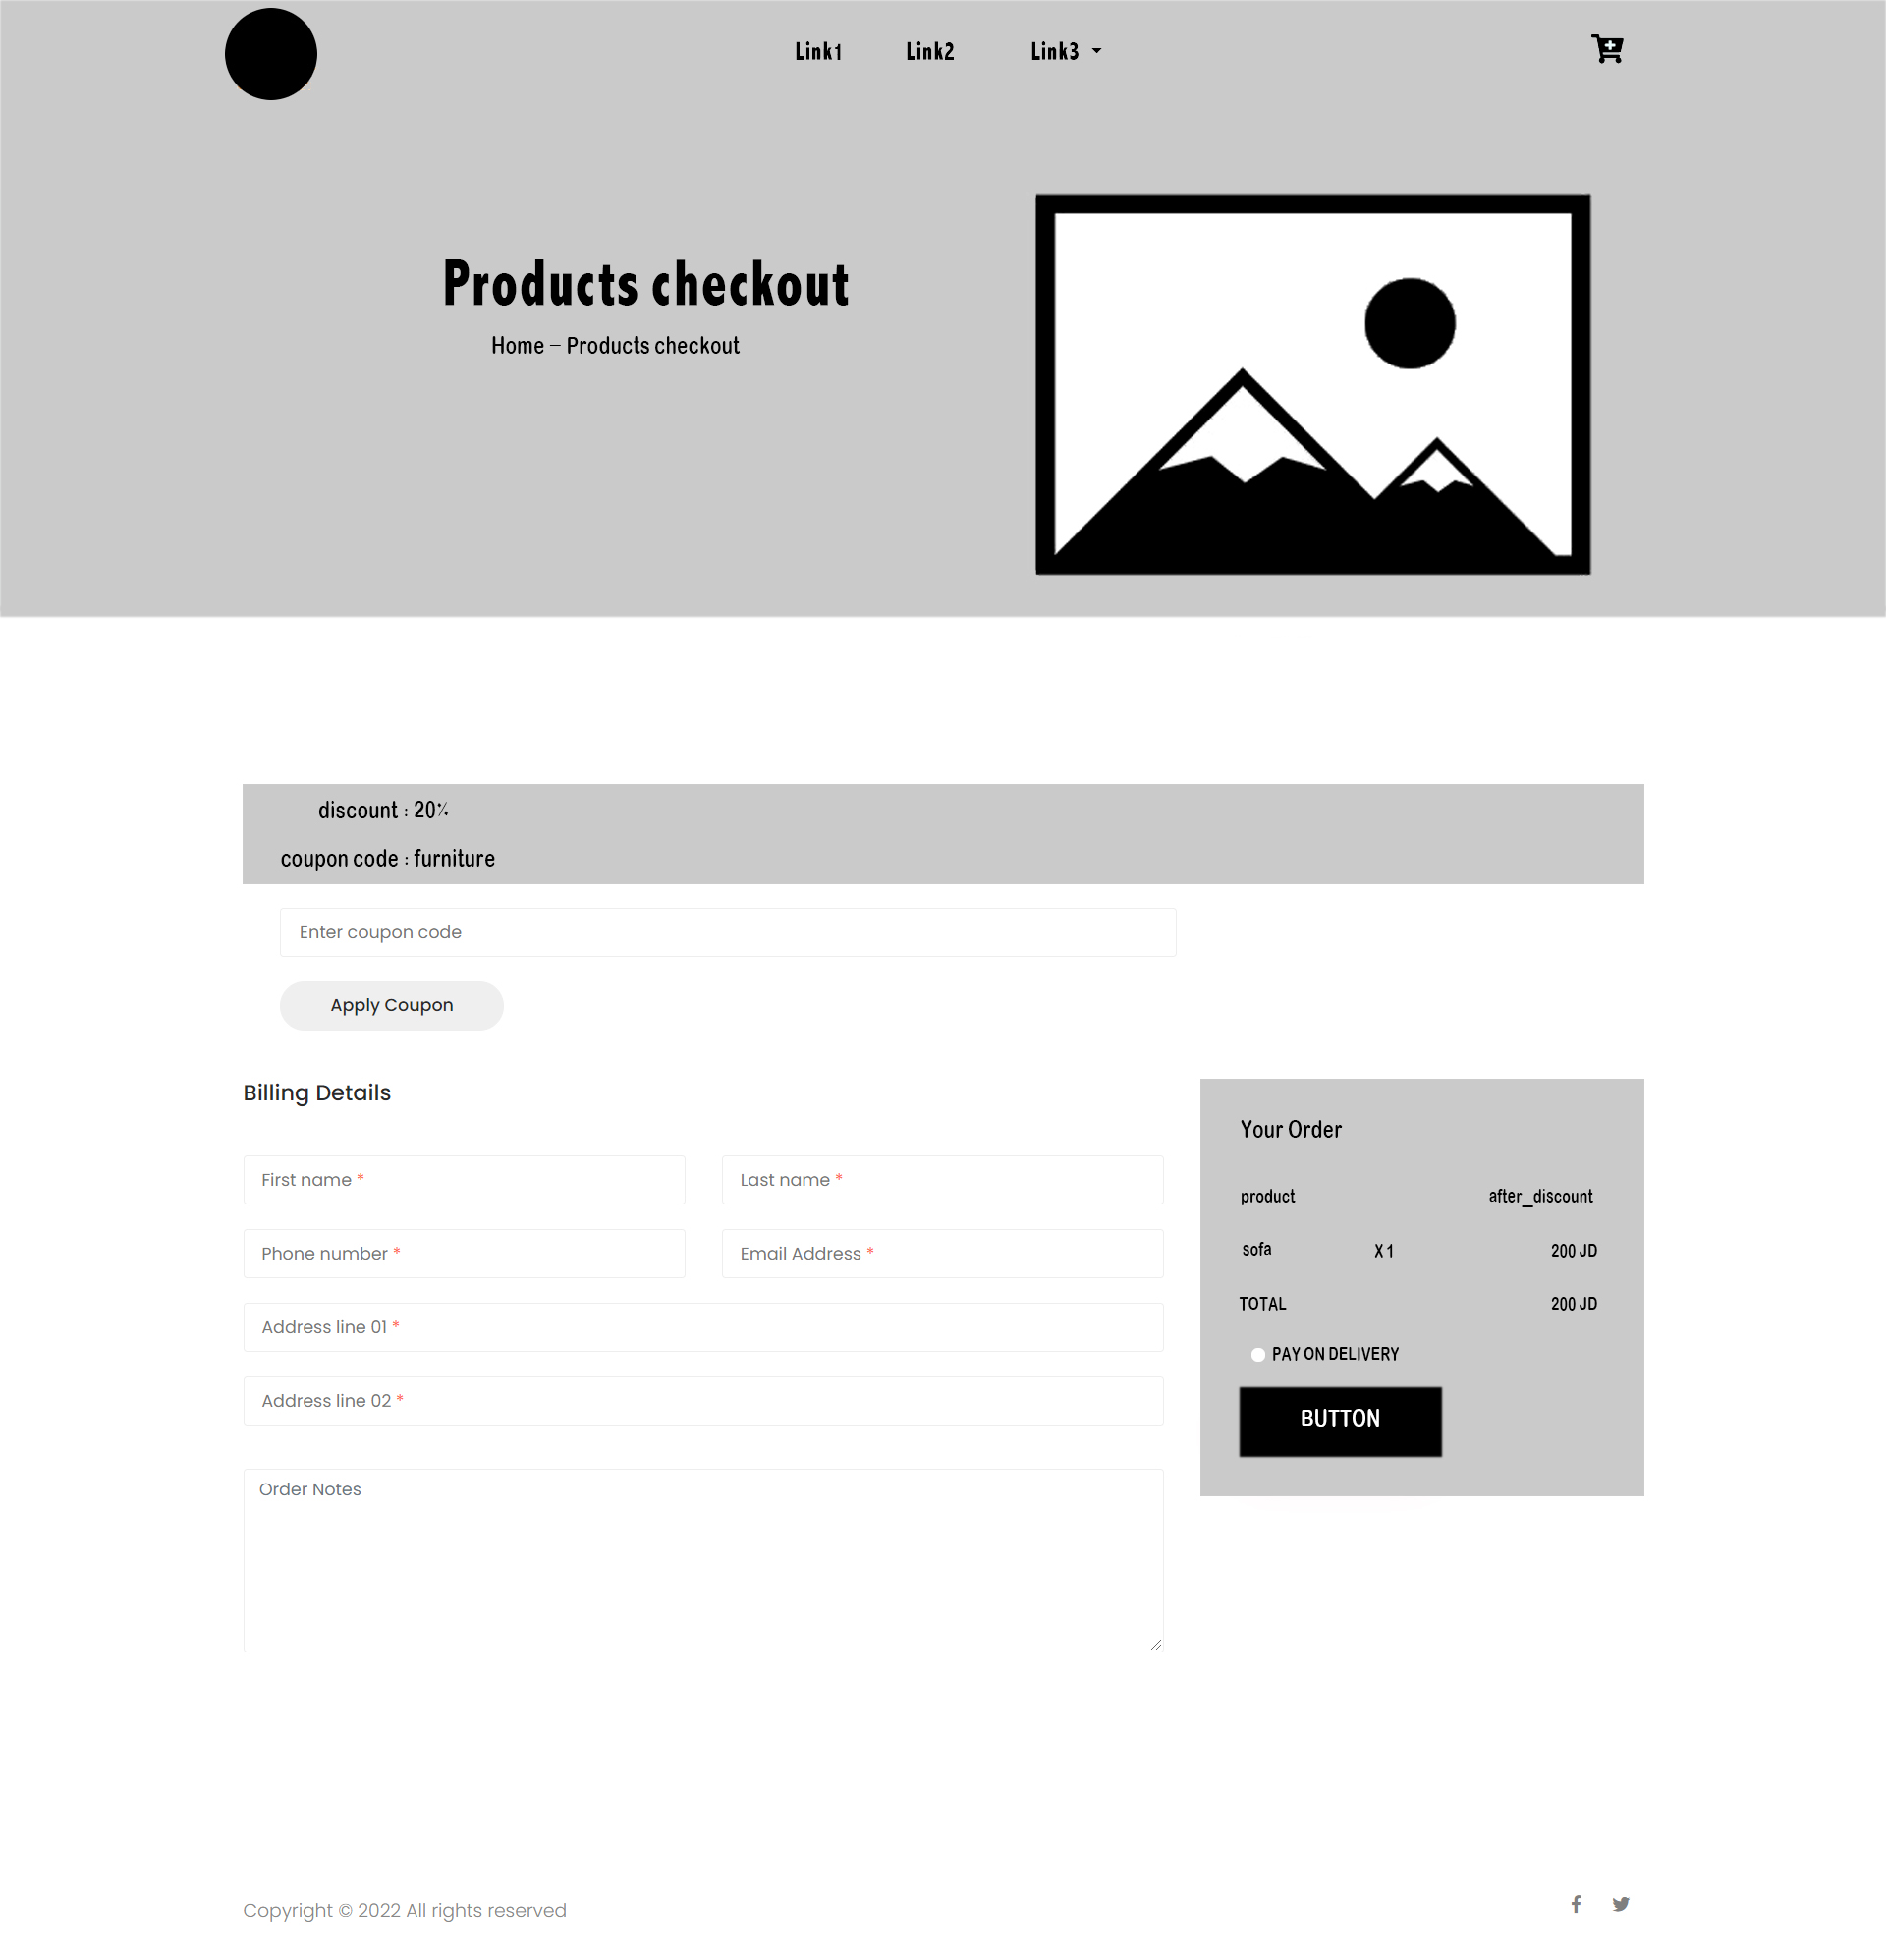 Link1 Link2 Link3
Products checkout
Home – Products checkout
discount : 20%
coupon code : furniture
Enter coupon code
Apply Coupon
Billing Details
First name * Last name *
Phone number * Email Address *
Address line 01 *
Address line 02 *
Order Notes
Your Order
product after_discount
sofa X 1 200 JD
TOTAL 200 JD
PAY ON DELIVERY
BUTTON
Copyright © 2022 All rights reserved